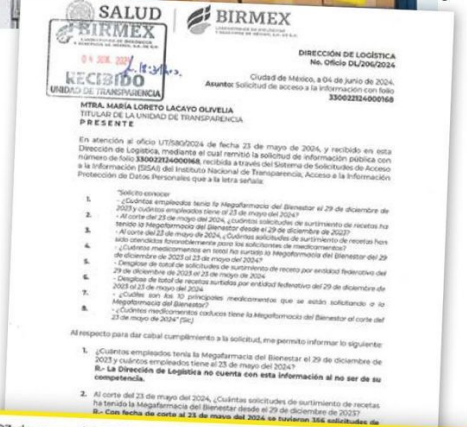 SALUD
BIRMEX
BIRMEX
04 JUN. 2024
RECIBIDO
UNIDAD DE TRANSPARENCIA
DIRECCIÓN DE LOGÍSTICA
No. Oficio DL/206/2024
Ciudad de México, a 04 de junio de 2024.
Asunto: Solicitud de acceso a la información con folio
330022124000168
MTRA. MARÍA LORETO LACAYO OLIVELIA
TITULAR DE LA UNIDAD DE TRANSPARENCIA
P R E S E N T E
En atención al oficio UT/580/2024 de fecha 23 de mayo de 2024, y recibido en esta
Dirección de Logística, mediante el cual remitió la solicitud de información pública con
número de folio 330022124000168, recibida a través del Sistema de Solicitudes de Acceso
a la Información (SISAI) del Instituto Nacional de Transparencia, Acceso a la Información
Protección de Datos Personales que a la letra señala:
"Solicito conocer
1. - ¿Cuántos empleados tenía la Megafarmacia del Bienestar el 29 de diciembre de
2023 y cuántos empleados tiene al 23 de mayo del 2024?
2. - Al corte del 23 de mayo del 2024, ¿cuántas solicitudes de surtimiento de recetas ha
tenido la Megafarmacia del Bienestar desde el 29 de diciembre de 2023?
3. - Al corte del 23 de mayo de 2024, ¿Cuántas solicitudes de surtimiento de recetas han
sido atendidas favorablemente para los solicitantes de medicamentos?
4. - ¿Cuántos medicamentos en total ha surtido la Megafarmacia del Bienestar del 29
de diciembre de 2023 al 23 de mayo del 2024?
5. - Desglose de total de solicitudes de surtimiento de receta por entidad federativa del
29 de diciembre de 2023 al 23 de mayo de 2024
6. - Desglose de total de recetas surtidas por entidad federativa del 29 de diciembre de
2023 al 23 de mayo del 2024
7. - ¿Cuáles son los 10 principales medicamentos que se están solicitando a la
Megafarmacia del Bienestar?
8. - ¿Cuántos medicamentos caducos tiene la Megafarmacia del Bienestar al corte del
23 de mayo de 2024" (Sic)
Al respecto para dar cabal cumplimiento a la solicitud, me permito informar lo siguiente:
1. ¿Cuántos empleados tenía la Megafarmacia del Bienestar el 29 de diciembre de
2023 y cuántos empleados tiene al 23 de mayo del 2024?
R.- La Dirección de Logística no cuenta con esta información al no ser de su
competencia.
2. Al corte del 23 de mayo del 2024, ¿Cuántas solicitudes de surtimiento de recetas
ha tenido la Megafarmacia del Bienestar desde el 29 de diciembre de 2023?
R.- Con fecha de corte al 23 de mayo del 2024 se tuvieron 356 solicitudes de